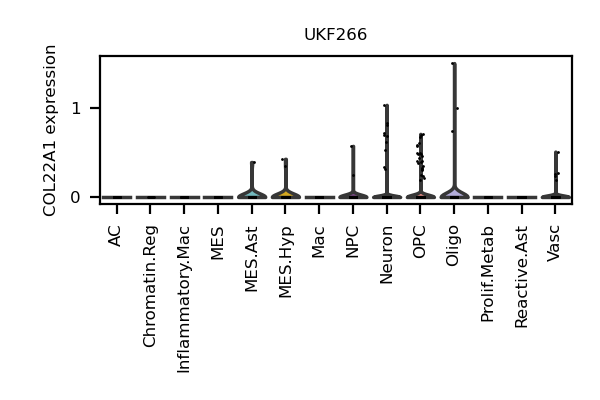 UKF266
COL22A1 expression
1
0
AC
Chromatin.Reg
Inflammatory.Mac
MES
MES.Ast
MES.Hyp
Mac
NPC
Neuron
OPC
Oligo
Prolif.Metab
Reactive.Ast
Vasc